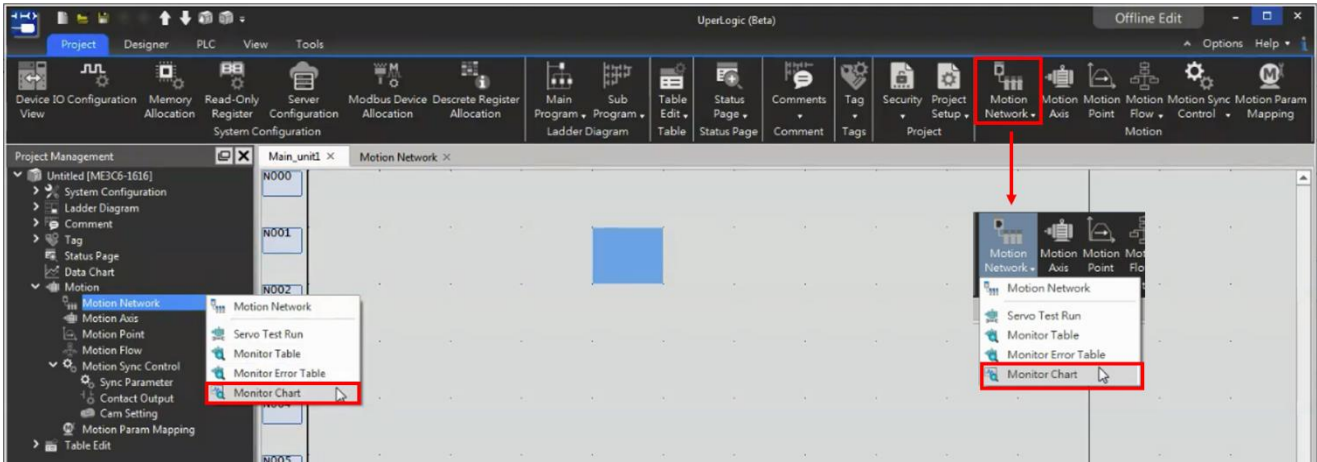 UperLogic (Beta)
Offline Edit
Project Designer PLC View Tools
Options Help
Device IO Configuration View
Memory Allocation
Read-Only Register
Server Configuration
Modbus Device Allocation
Descrete Register Allocation
Main Program
Sub Program
Table Edit
Status Page
Comments
Tag
Security
Project Setup
Motion Network
Motion Axis
Motion Point
Motion Flow
Motion Sync Control
Motion Param Mapping
System Configuration
Ladder Diagram
Table
Status Page
Comment
Tags
Project
Motion
Project Management
Main_unit1 ×
Motion Network ×
Untitled [ME3C6-1616]
System Configuration
Ladder Diagram
Comment
Tag
Status Page
Data Chart
Motion
Motion Network
Motion Axis
Motion Point
Motion Flow
Motion Sync Control
Sync Parameter
Contact Output
Cam Setting
Motion Param Mapping
Table Edit
N000
N001
N002
N004
N005
Motion Network
Servo Test Run
Monitor Table
Monitor Error Table
Monitor Chart
Motion Network
Motion Axis
Motion Point
Mot
Flo
Motion Network
Servo Test Run
Monitor Table
Monitor Error Table
Monitor Chart